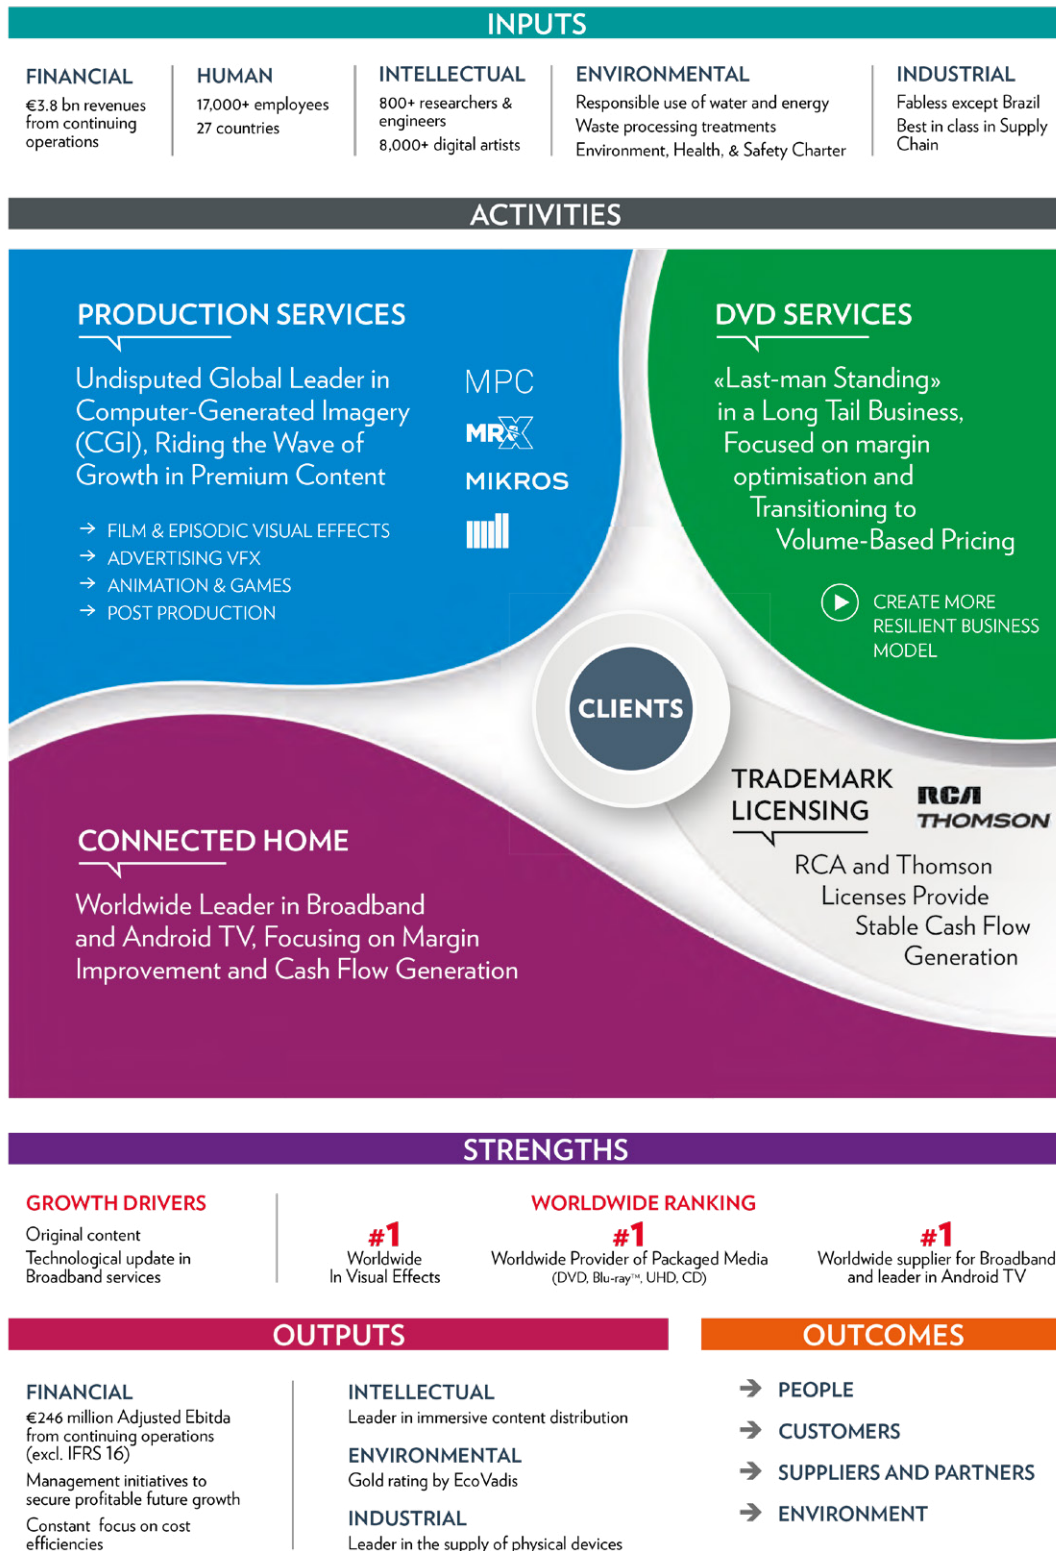 INPUTS
FINANCIAL
€3.8 bn revenues
from continuing
operations
HUMAN
17,000+ employees
27 countries
INTELLECTUAL
800+ researchers &
engineers
8,000+ digital artists
ENVIRONMENTAL
Responsible use of water and energy
Waste processing treatments
Environment, Health, & Safety Charter
INDUSTRIAL
Fabless except Brazil
Best in class in Supply
Chain
ACTIVITIES
PRODUCTION SERVICES
Undisputed Global Leader in
Computer-Generated Imagery
(CGI), Riding the Wave of
Growth in Premium Content
→ FILM & EPISODIC VISUAL EFFECTS
→ ADVERTISING VFX
→ ANIMATION & GAMES
→ POST PRODUCTION
MPC
MR X
MIKROS
DVD SERVICES
«Last-man Standing»
in a Long Tail Business,
Focused on margin
optimisation and
Transitioning to
Volume-Based Pricing
CREATE MORE
RESILIENT BUSINESS
MODEL
CLIENTS
TRADEMARK
LICENSING
RCA
THOMSON
RCA and Thomson
Licenses Provide
Stable Cash Flow
Generation
CONNECTED HOME
Worldwide Leader in Broadband
and Android TV, Focusing on Margin
Improvement and Cash Flow Generation
STRENGTHS
GROWTH DRIVERS
Original content
Technological update in
Broadband services
WORLDWIDE RANKING
#1
Worldwide
In Visual Effects
#1
Worldwide Provider of Packaged Media
(DVD, Blu-ray™, UHD, CD)
#1
Worldwide supplier for Broadband
and leader in Android TV
OUTPUTS
FINANCIAL
€246 million Adjusted Ebitda
from continuing operations
(excl. IFRS 16)
Management initiatives to
secure profitable future growth
Constant focus on cost
efficiencies
INTELLECTUAL
Leader in immersive content distribution
ENVIRONMENTAL
Gold rating by EcoVadis
INDUSTRIAL
Leader in the supply of physical devices
OUTCOMES
→ PEOPLE
→ CUSTOMERS
→ SUPPLIERS AND PARTNERS
→ ENVIRONMENT